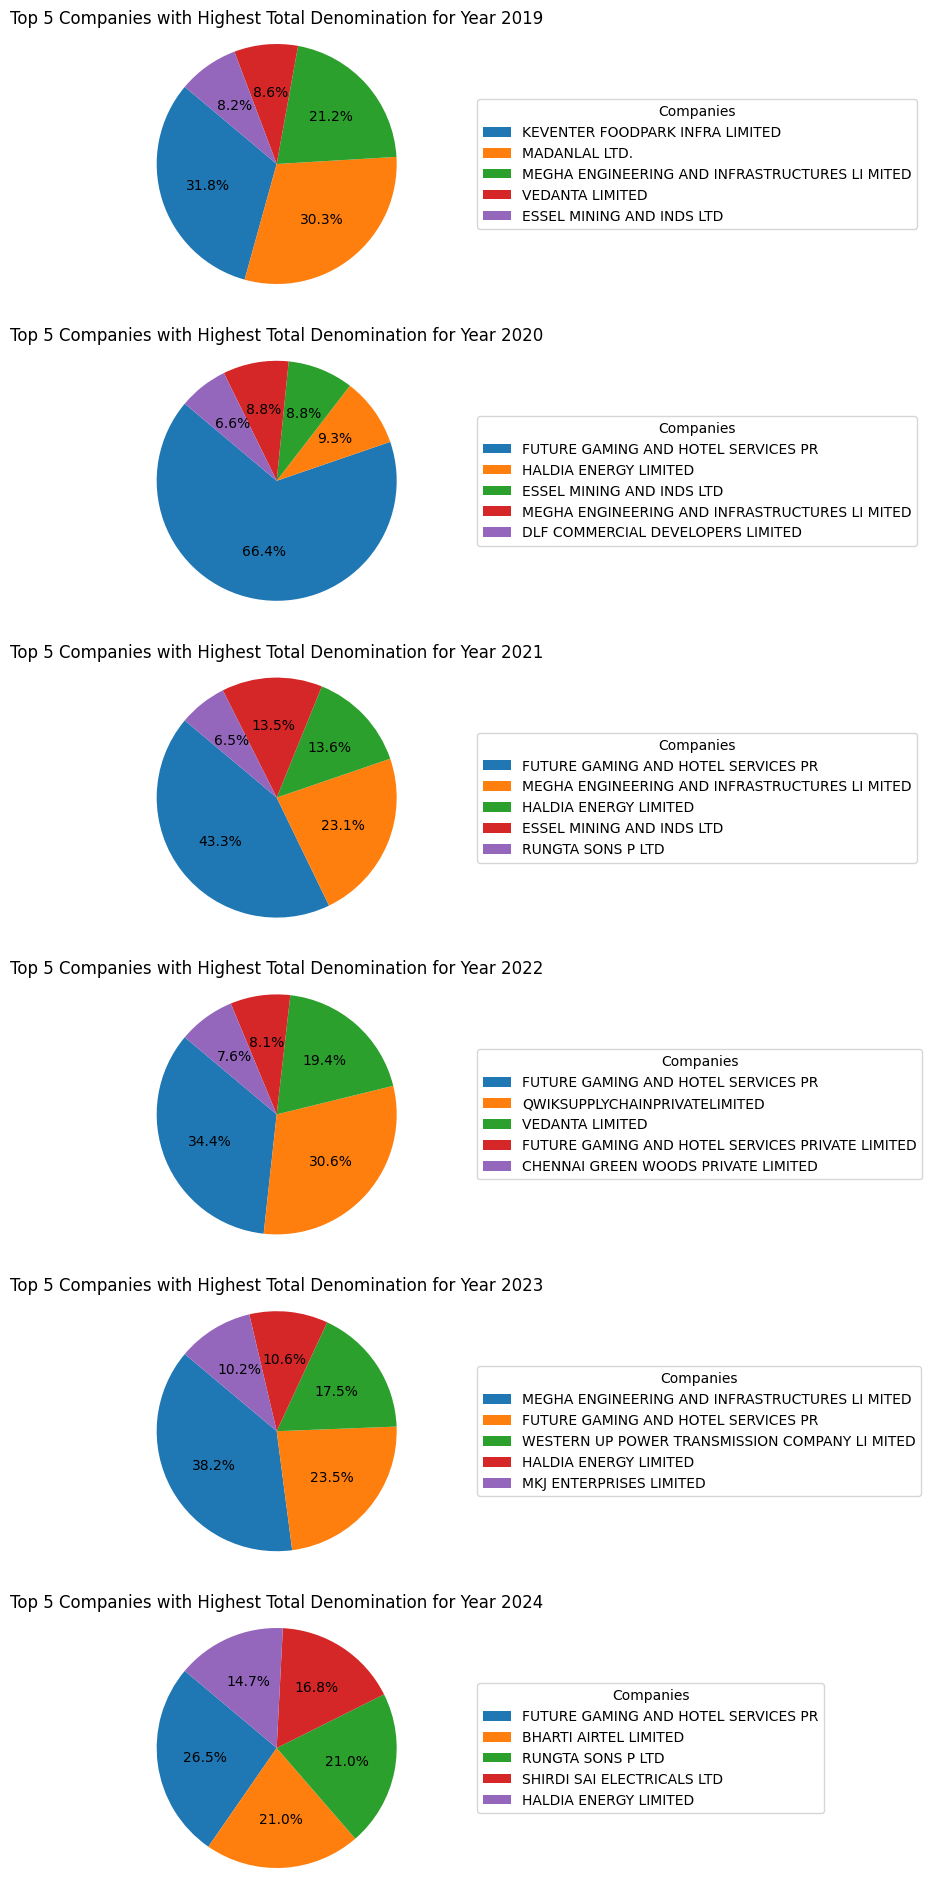 Top 5 Companies with Highest Total Denomination for Year 2019
8.2%
8.6%
21.2%
31.8%
30.3%
Companies
KEVENTER FOODPARK INFRA LIMITED
MADANLAL LTD.
MEGHA ENGINEERING AND INFRASTRUCTURES LI MITED
VEDANTA LIMITED
ESSEL MINING AND INDS LTD
Top 5 Companies with Highest Total Denomination for Year 2020
6.6%
8.8%
8.8%
9.3%
66.4%
Companies
FUTURE GAMING AND HOTEL SERVICES PR
HALDIA ENERGY LIMITED
ESSEL MINING AND INDS LTD
MEGHA ENGINEERING AND INFRASTRUCTURES LI MITED
DLF COMMERCIAL DEVELOPERS LIMITED
Top 5 Companies with Highest Total Denomination for Year 2021
6.5%
13.5%
13.6%
43.3%
23.1%
Companies
FUTURE GAMING AND HOTEL SERVICES PR
MEGHA ENGINEERING AND INFRASTRUCTURES LI MITED
HALDIA ENERGY LIMITED
ESSEL MINING AND INDS LTD
RUNGTA SONS P LTD
Top 5 Companies with Highest Total Denomination for Year 2022
7.6%
8.1%
19.4%
34.4%
30.6%
Companies
FUTURE GAMING AND HOTEL SERVICES PR
QWIKSUPPLYCHAINPRIVATELIMITED
VEDANTA LIMITED
FUTURE GAMING AND HOTEL SERVICES PRIVATE LIMITED
CHENNAI GREEN WOODS PRIVATE LIMITED
Top 5 Companies with Highest Total Denomination for Year 2023
10.2%
10.6%
17.5%
38.2%
23.5%
Companies
MEGHA ENGINEERING AND INFRASTRUCTURES LI MITED
FUTURE GAMING AND HOTEL SERVICES PR
WESTERN UP POWER TRANSMISSION COMPANY LI MITED
HALDIA ENERGY LIMITED
MKJ ENTERPRISES LIMITED
Top 5 Companies with Highest Total Denomination for Year 2024
14.7%
16.8%
26.5%
21.0%
21.0%
Companies
FUTURE GAMING AND HOTEL SERVICES PR
BHARTI AIRTEL LIMITED
RUNGTA SONS P LTD
SHIRDI SAI ELECTRICALS LTD
HALDIA ENERGY LIMITED